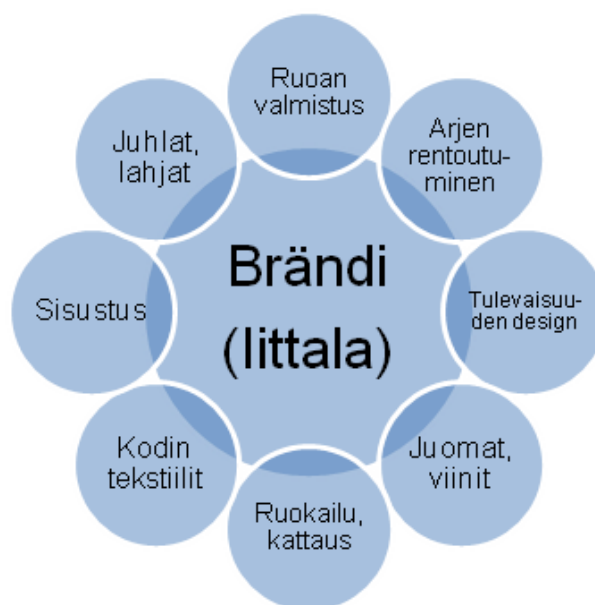 Ruoan
valmistus
Arjen
rentoutu-
minen
Tulevaisuu-
den design
Juomat,
viinit
Ruokailu,
kattaus
Kodin
tekstiilit
Sisustus
Juhlat,
lahjat
Brändi
(Iittala)